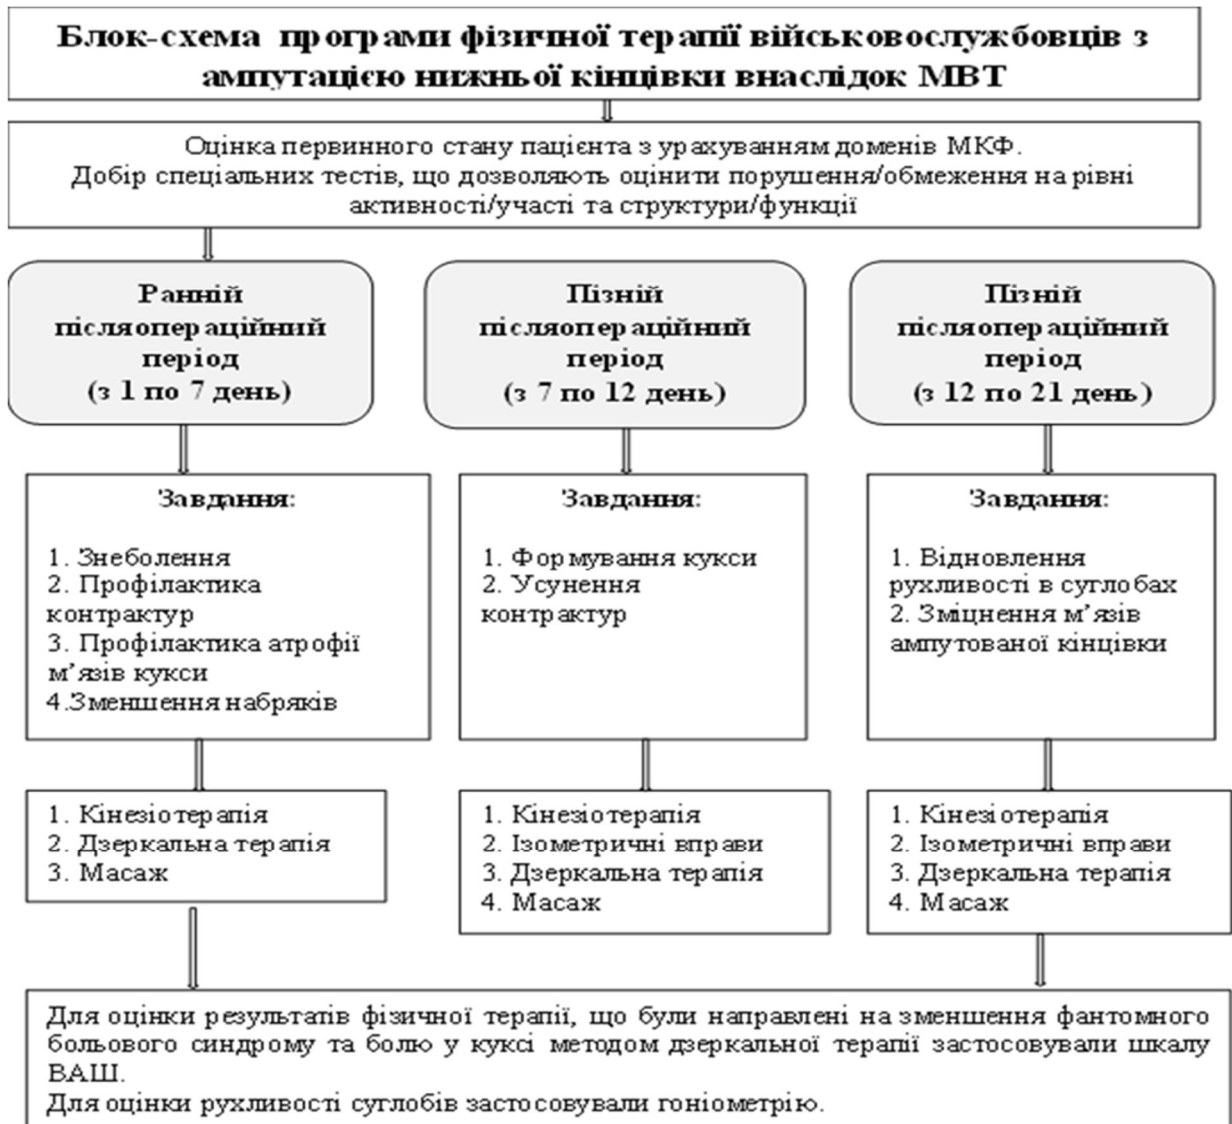 Блок-схема програми фізичної терапії військовослужбовців з
ампутацією нижньої кінцівки внаслідок МВТ
Оцінка первинного стану пацієнта з урахуванням доменів МКФ.
Добір спеціальних тестів, що дозволяють оцінити порушення/обмеження на рівні
активності/участі та структури/функції
Ранній
післяопераційний
період
(з 1 по 7 день)
Пізній
післяопераційний
період
(з 7 по 12 день)
Пізній
післяопераційний
період
(з 12 по 21 день)
Завдання:
1. Знеболення
2. Профілактика
контрактур
3. Профілактика атрофії
м’язів кукси
4.Зменшення набряків
Завдання:
1. Формування кукси
2. Усунення
контрактур
Завдання:
1. Відновлення
рухливості в суглобах
2. Зміцнення м’язів
ампутованої кінцівки
1. Кінезіотерапія
2. Дзеркальна терапія
3. Масаж
1. Кінезіотерапія
2. Ізометричні вправи
3. Дзеркальна терапія
4. Масаж
1. Кінезіотерапія
2. Ізометричні вправи
3. Дзеркальна терапія
4. Масаж
Для оцінки результатів фізичної терапії, що були направлені на зменшення фантомного
больового синдрому та болю у куксі методом дзеркальної терапії застосовували шкалу
ВАШ.
Для оцінки рухливості суглобів застосовували гоніометрію.